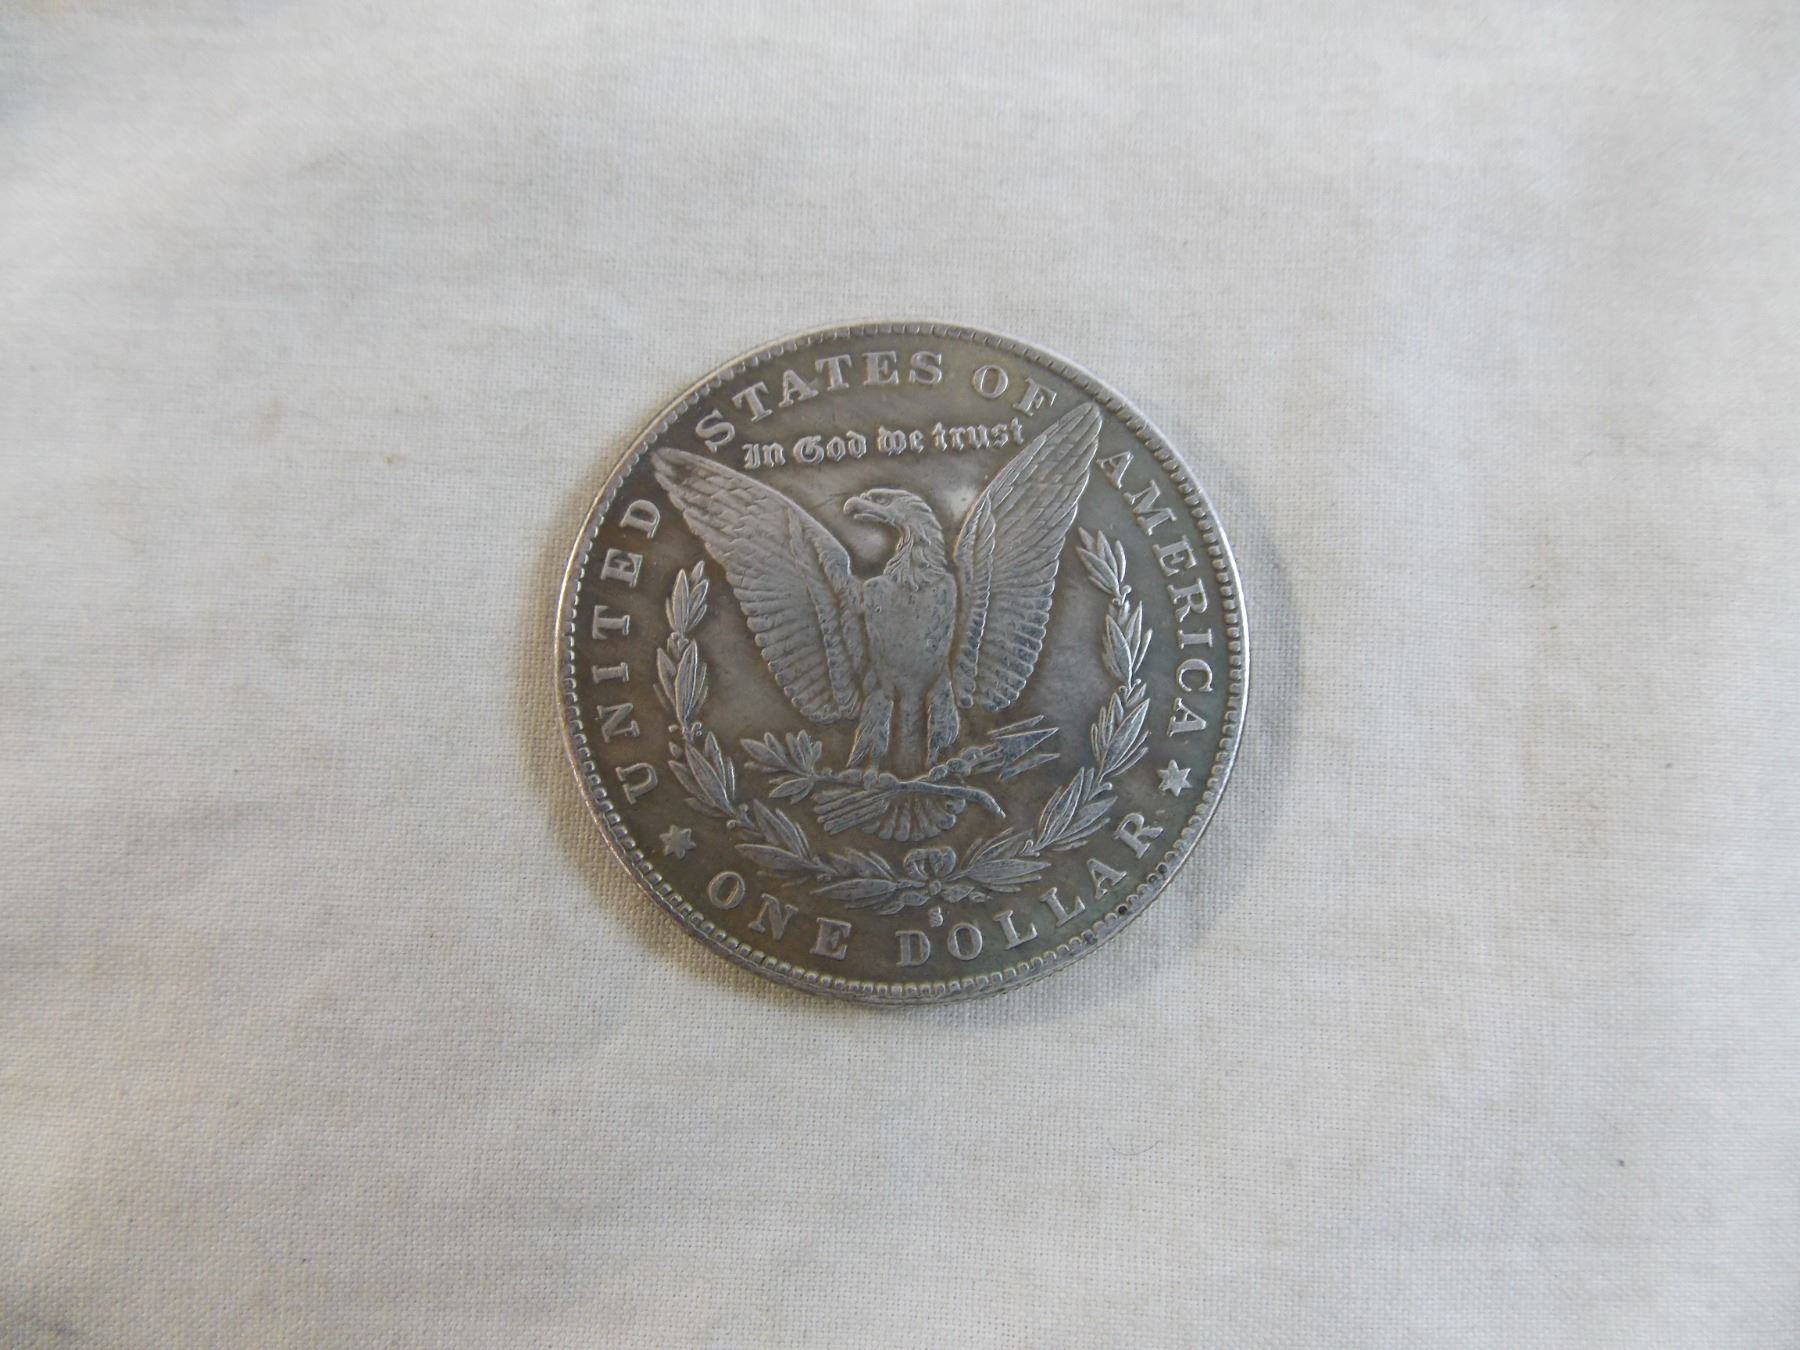 UNITED STATES OF AMERICA
In God we trust
S
ONE DOLLAR